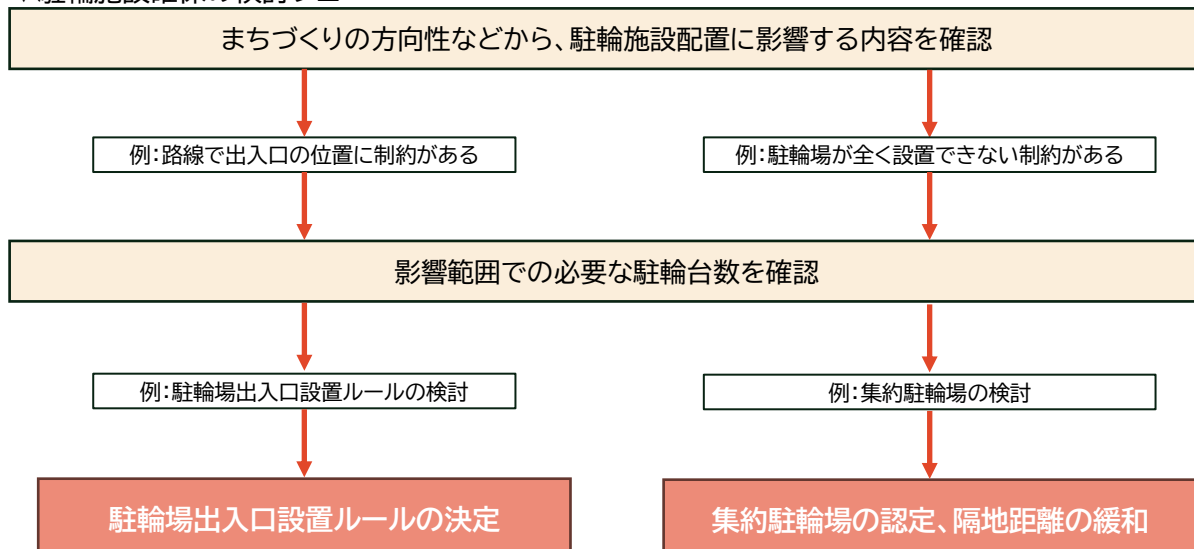 まちづくりの方向性などから、駐輪施設配置に影響する内容を確認
例:路線で出入口の位置に制約がある
例:駐輪場が全く設置できない制約がある
影響範囲での必要な駐輪台数を確認
例:駐輪場出入口設置ルールの検討
例:集約駐輪場の検討
駐輪場出入口設置ルールの決定
集約駐輪場の認定、隔地距離の緩和